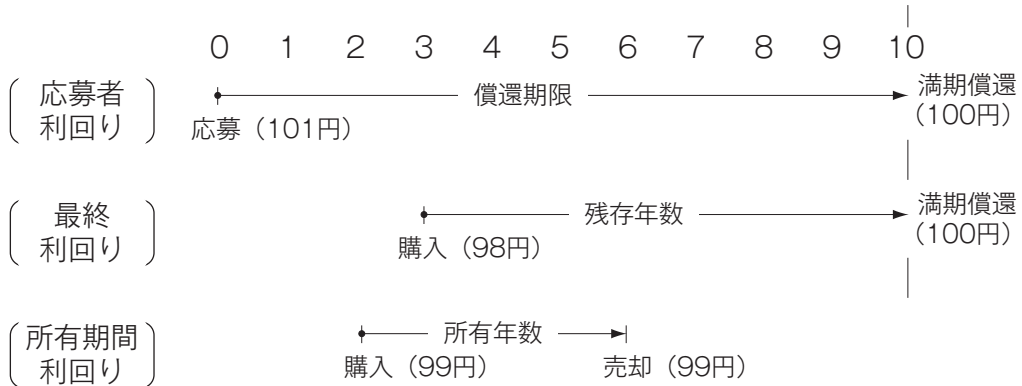 0 1 2 3 4 5 6 7 8 9 10
応募者
利回り
償還期限
満期償還
(100円)
応募（101円）
最終
利回り
残存年数
満期償還
(100円)
購入（98円）
所有期間
利回り
所有年数
購入（99円）
売却（99円）